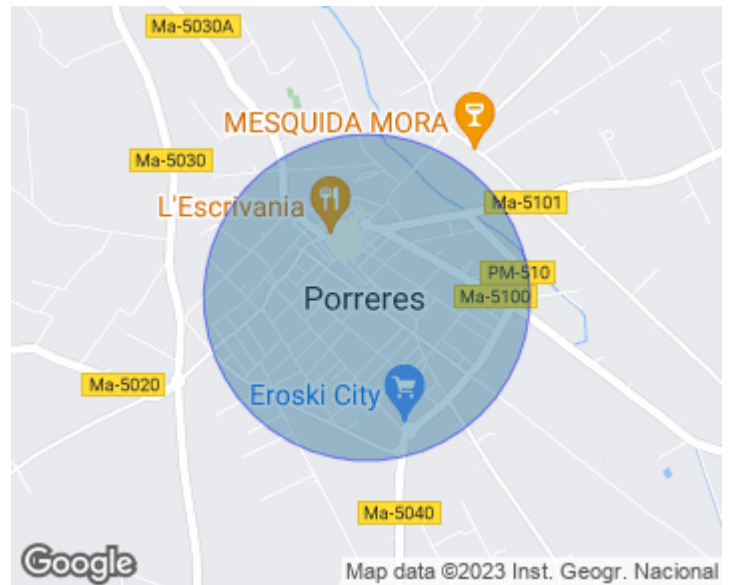 Ma-5030A
MESQUIDA MORA
Ma-5030
L'Escrivania
Ma-5101
PM-510
Porreres
Ma-5100
Ma-5020
Eroski City
Ma-5040
Google
Map data ©2023 Inst. Geogr. Nacional